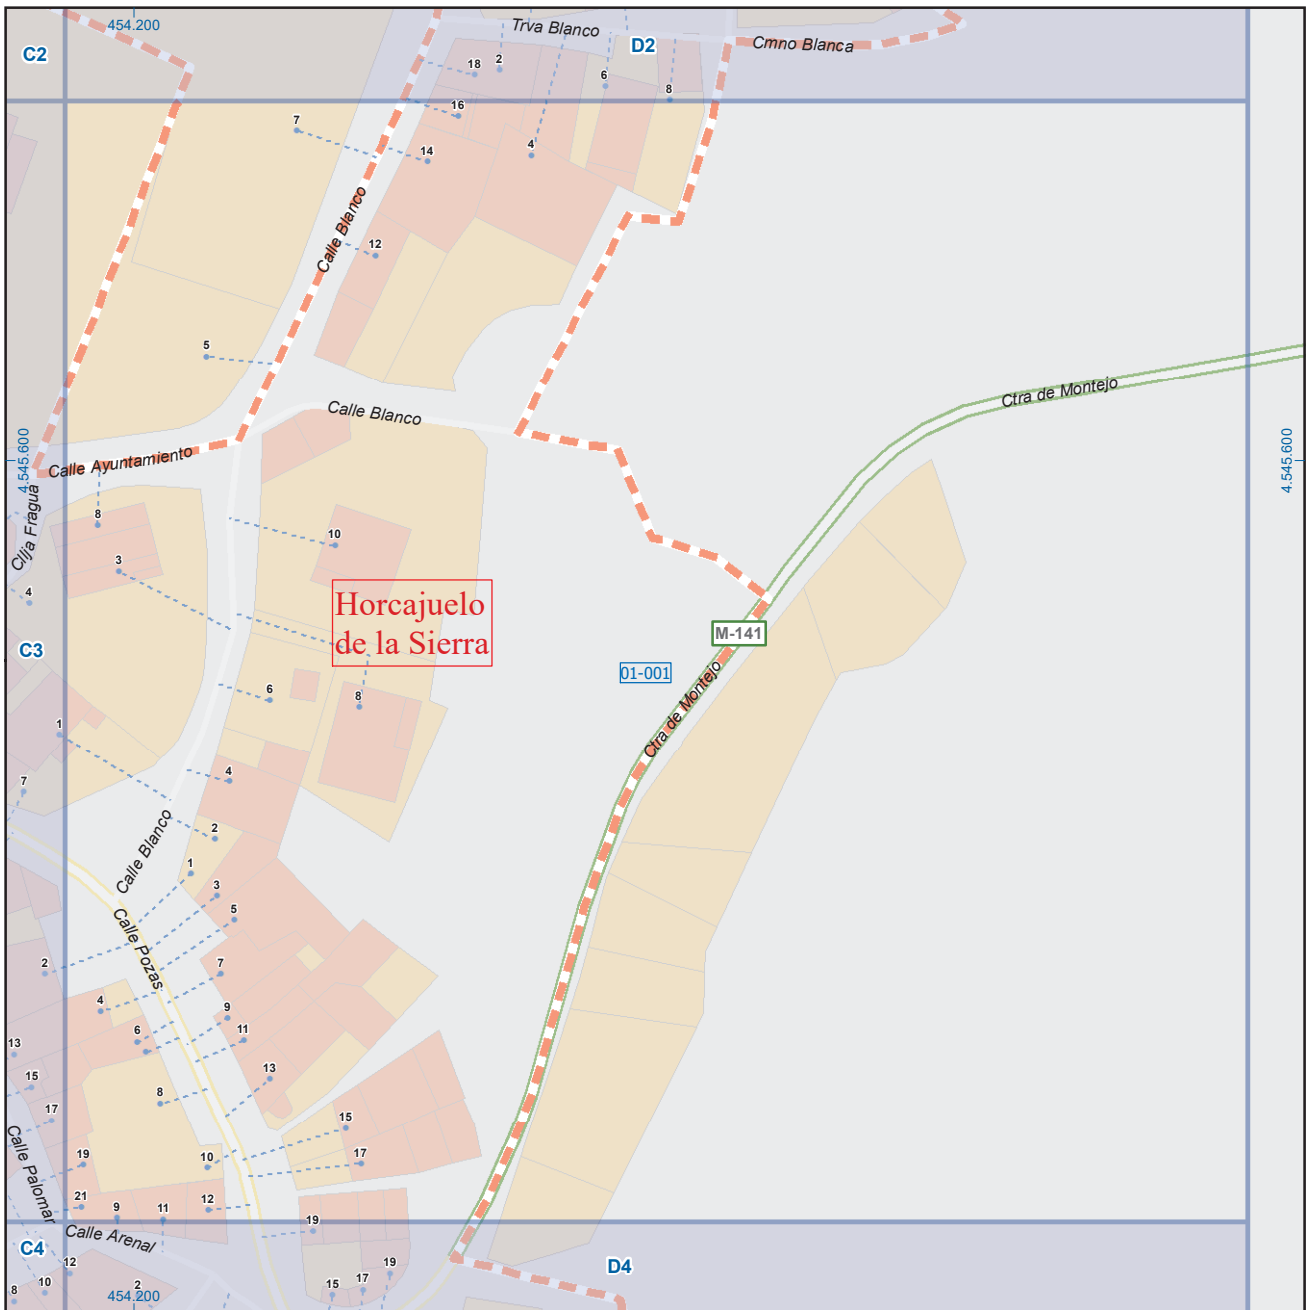 454.200
Trva Blanco
Cmno Blanca
C2
D2
18
2
6
8
16
7
14
4
Calle Blanco
12
5
Ctra de Montejo
Calle Blanco
4.545.600
4.545.600
Calle Ayuntamiento
Cllja Fragua
8
10
3
4
Horcajuelo
de la Sierra
M-141
C3
01-001
6
8
Ctra de Montejo
1
4
7
2
Calle Blanco
1
3
5
Calle Pozas
2
7
4
9
6
11
13
13
15
8
17
15
Calle Palomar
19
10
17
21
9
11
12
19
Calle Arenal
C4
D4
12
19
10
2
15
17
8
454.200